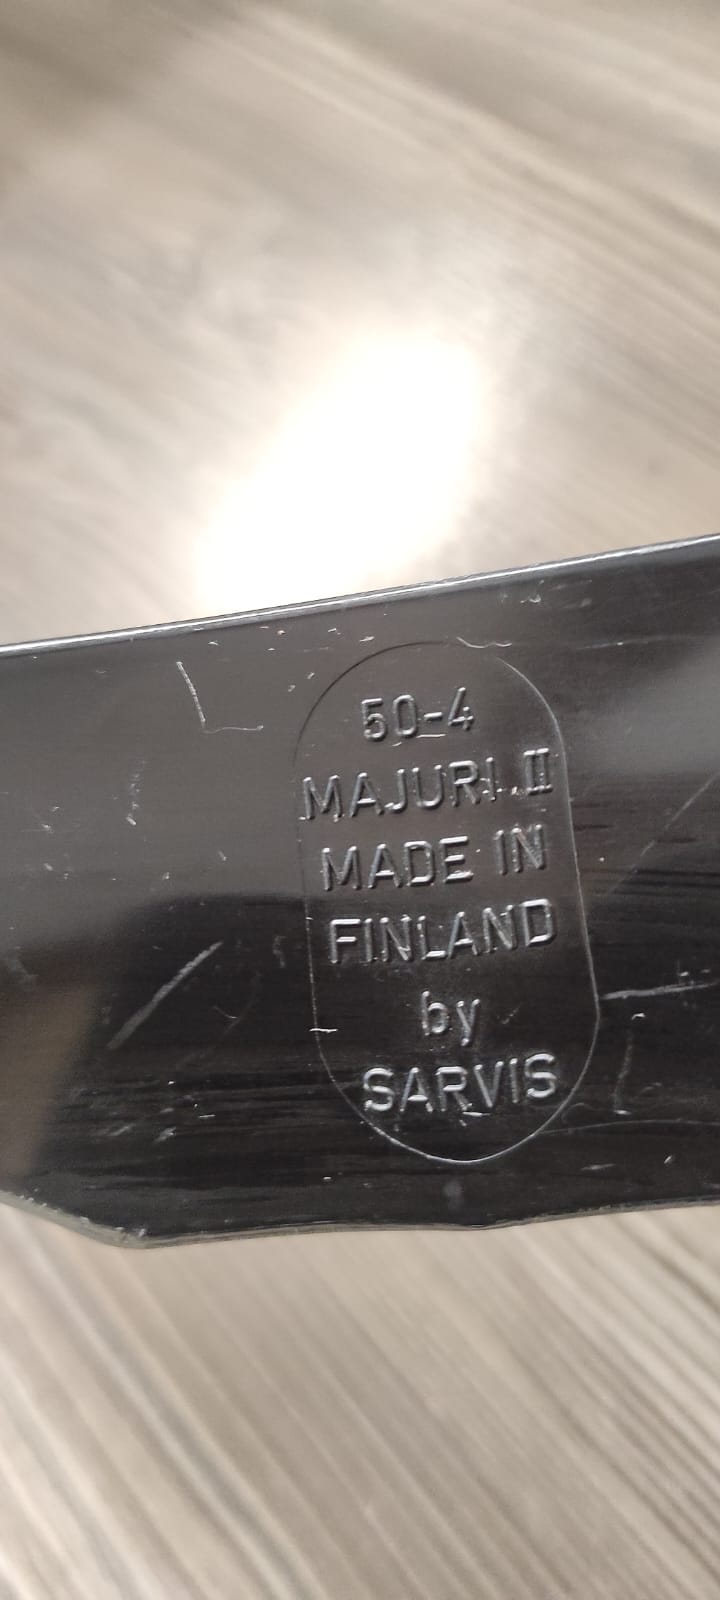 50-4
MAJURI II
MADE IN
FINLAND
by
SARVIS